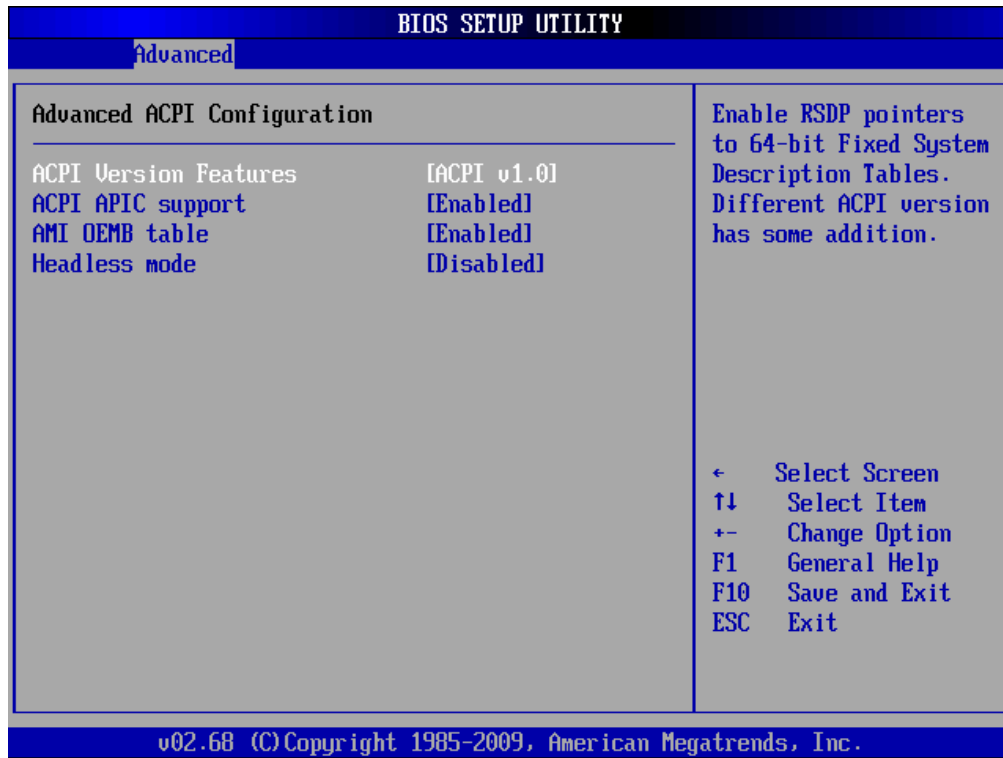 BIOS SETUP UTILITY
Advanced
Advanced ACPI Configuration
ACPI Version Features [ACPI v1.0]
ACPI APIC support [Enabled]
AMI OEMB table [Enabled]
Headless mode [Disabled]
Enable RSDP pointers
to 64-bit Fixed System
Description Tables.
Different ACPI version
has some addition.
← Select Screen
↑↓ Select Item
+- Change Option
F1 General Help
F10 Save and Exit
ESC Exit
v02.68 (C)Copyright 1985-2009, American Megatrends, Inc.